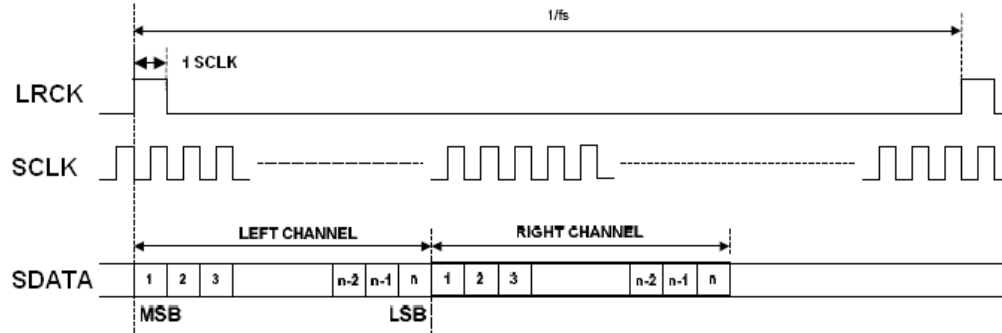 1/fs
1 SCLK
LRCK
SCLK
LEFT CHANNEL
RIGHT CHANNEL
SDATA
1 2 3 n-2 n-1 n 1 2 3 n-2 n-1 n
MSB LSB